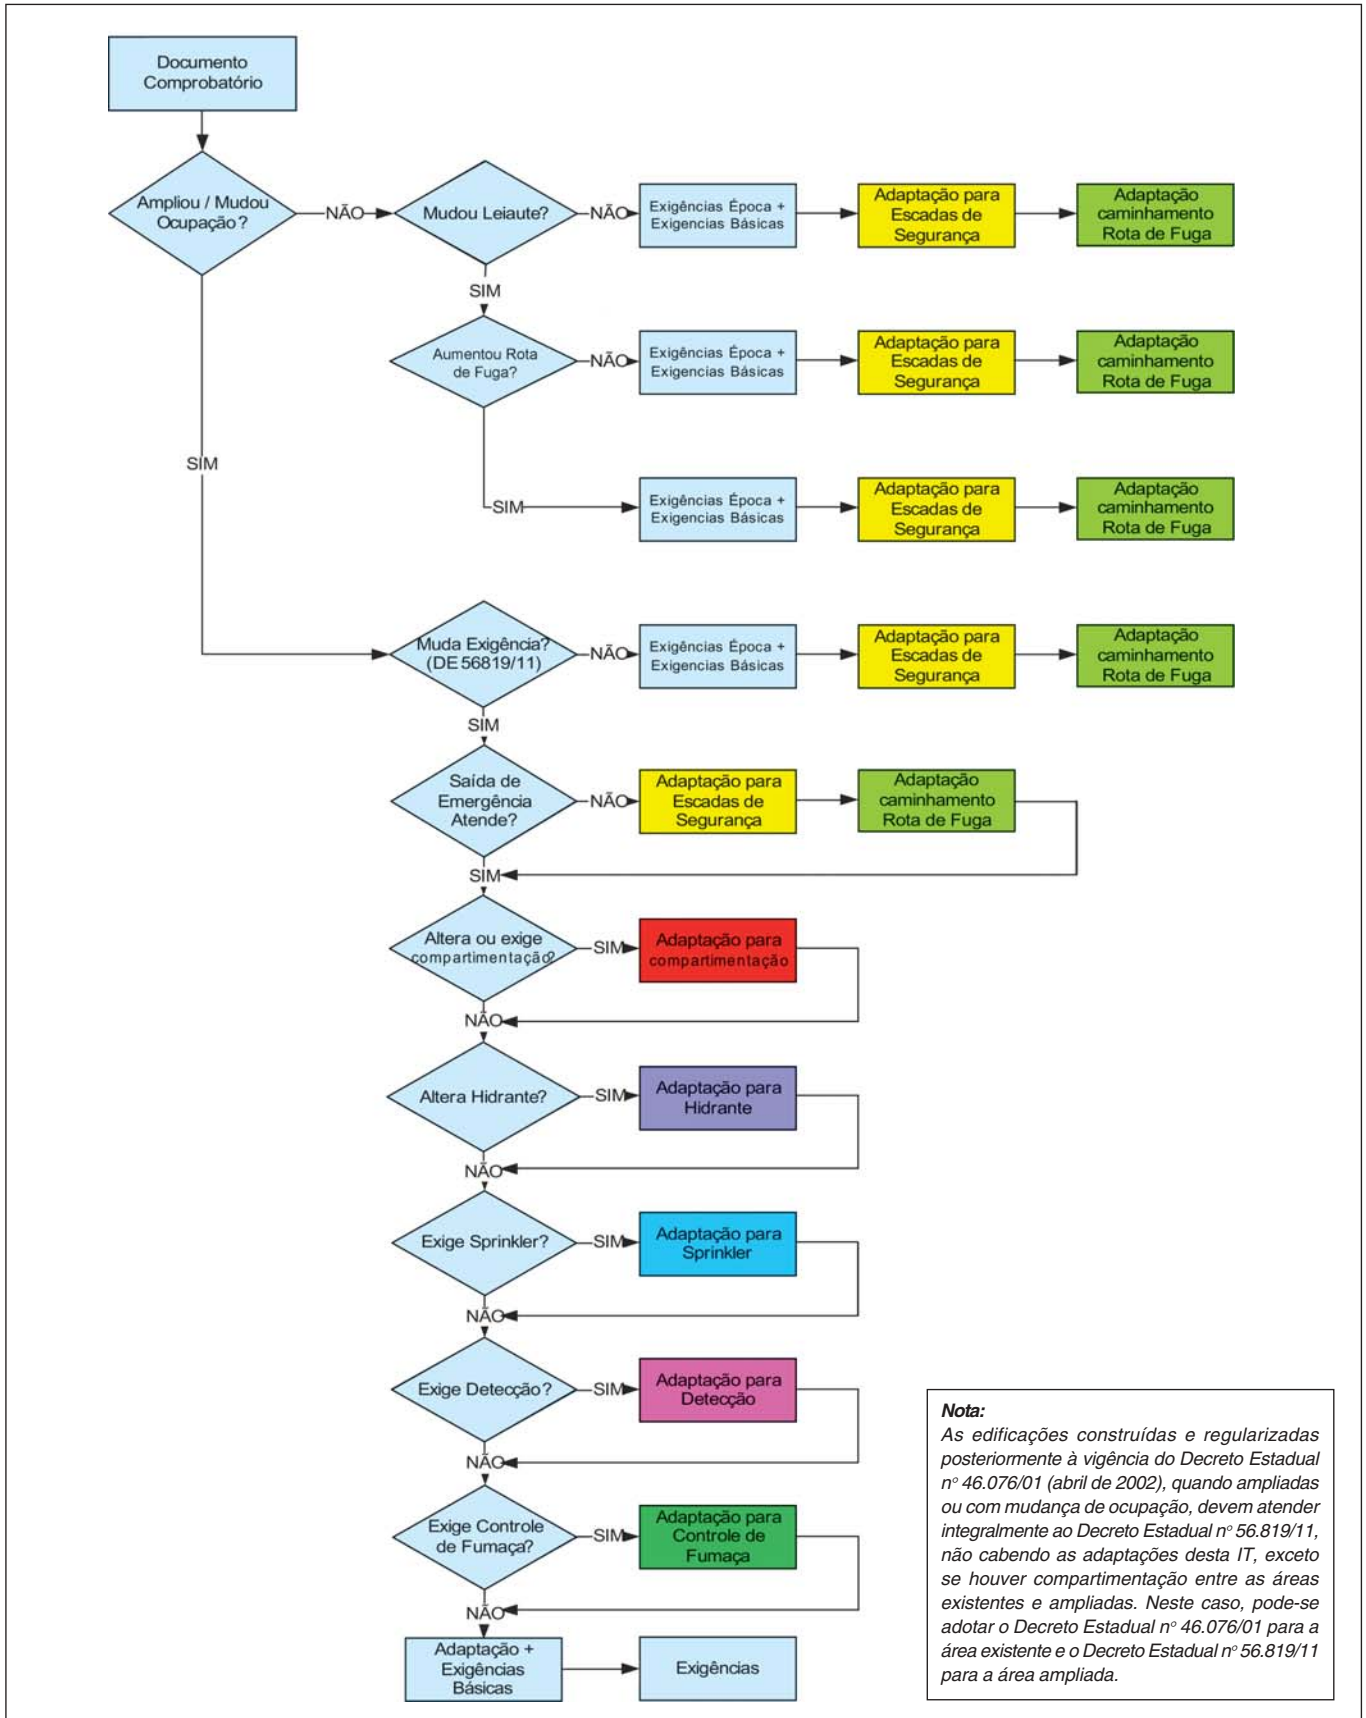 Documento
Comprobatório
Ampliou / Mudou
Ocupação ?
NÃO
Mudou Leiaute?
NÃO
Exigências Época +
Exigencias Básicas
Adaptação para
Escadas de
Segurança
Adaptação
caminhamento
Rota de Fuga
SIM
Aumentou Rota
de Fuga?
NÃO
Exigências Época +
Exigencias Básicas
Adaptação para
Escadas de
Segurança
Adaptação
caminhamento
Rota de Fuga
SIM
SIM
Exigências Época +
Exigencias Básicas
Adaptação para
Escadas de
Segurança
Adaptação
caminhamento
Rota de Fuga
Muda Exigência?
(DE 56819/11)
NÃO
Exigências Época +
Exigencias Básicas
Adaptação para
Escadas de
Segurança
Adaptação
caminhamento
Rota de Fuga
SIM
Saída de
Emergência
Atende?
NÃO
Adaptação para
Escadas de
Segurança
Adaptação
caminhamento
Rota de Fuga
SIM
Altera ou exige
compartimentação?
SIM
Adaptação para
compartimentação
NÃO
Altera Hidrante?
SIM
Adaptação para
Hidrante
NÃO
Exige Sprinkler?
SIM
Adaptação para
Sprinkler
NÃO
Exige Detecção?
SIM
Adaptação para
Detecção
NÃO
Exige Controle
de Fumaça?
SIM
Adaptação para
Controle de
Fumaça
NÃO
Adaptação +
Exigências
Básicas
Exigências
Nota:
As edificações construídas e regularizadas
posteriormente à vigência do Decreto Estadual
nº 46.076/01 (abril de 2002), quando ampliadas
ou com mudança de ocupação, devem atender
integralmente ao Decreto Estadual nº 56.819/11,
não cabendo as adaptações desta IT, exceto
se houver compartimentação entre as áreas
existentes e ampliadas. Neste caso, pode-se
adotar o Decreto Estadual nº 46.076/01 para a
área existente e o Decreto Estadual nº 56.819/11
para a área ampliada.